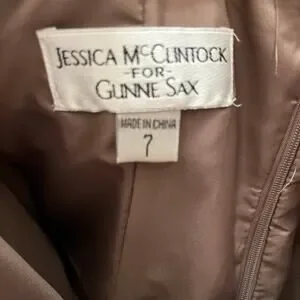 JESSICA MCCLINTOCK
-FOR-
GUNNE SAX
MADE IN CHINA
7